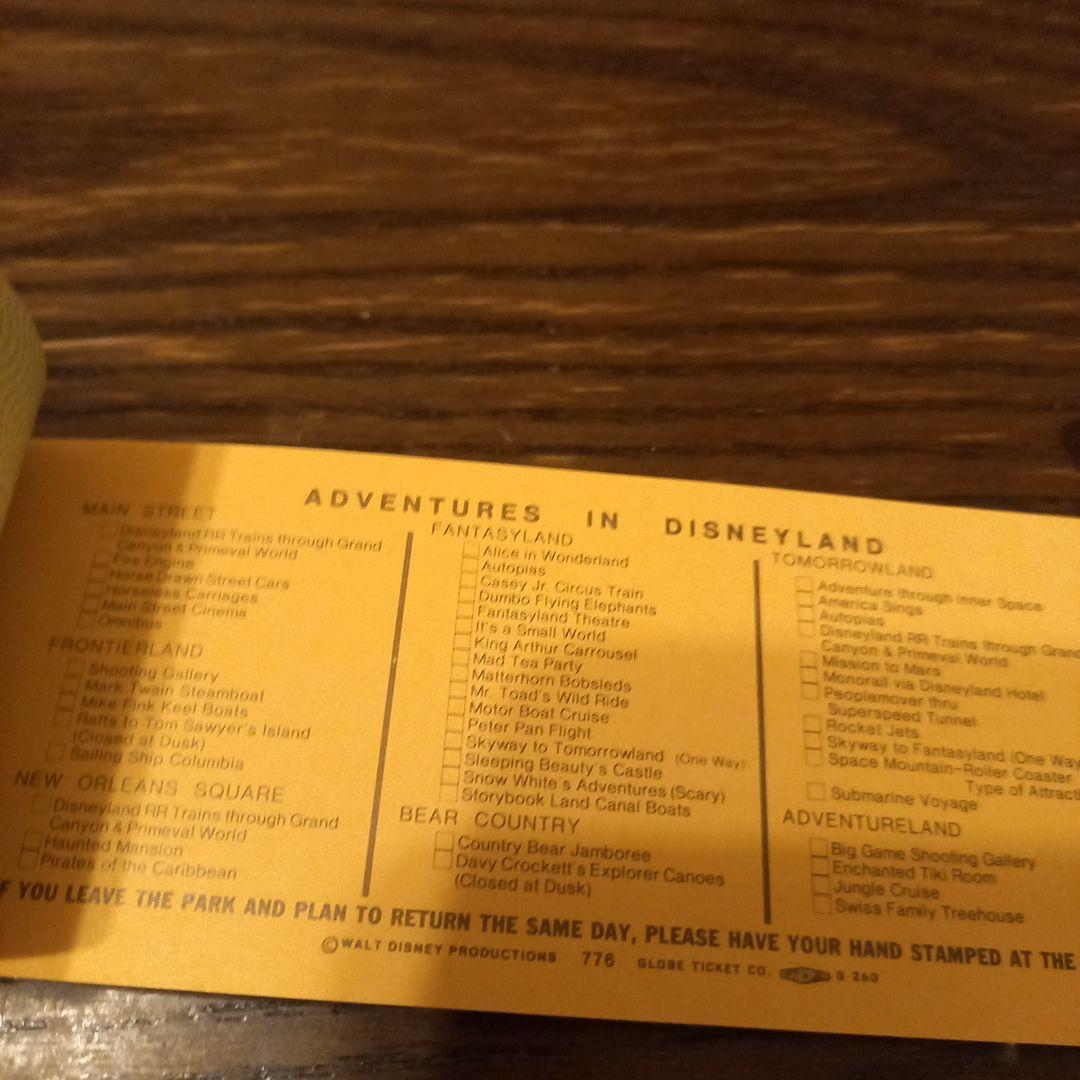 ADVENTURES IN DISNEYLAND
MAIN STREET
Disneyland RR Trains through Grand
Canyon & Primeval World
Fire Engine
Horse Drawn Street Cars
Horseless Carriages
Main Street Cinema
Omnibus
FRONTIERLAND
Shooting Gallery
Mark Twain Steamboat
Mike Fink Keel Boats
Rafts to Tom Sawyer's Island
(Closed at Dusk)
Sailing Ship Columbia
NEW ORLEANS SQUARE
Disneyland RR Trains through Grand
Canyon & Primeval World
Haunted Mansion
Pirates of the Caribbean
FANTASYLAND
Alice in Wonderland
Autopias
Casey Jr. Circus Train
Dumbo Flying Elephants
Fantasyland Theatre
It's a Small World
King Arthur Carrousel
Mad Tea Party
Matterhorn Bobsleds
Mr. Toad's Wild Ride
Motor Boat Cruise
Peter Pan Flight
Skyway to Tomorrowland (One Way)
Sleeping Beauty's Castle
Snow White's Adventures (Scary)
Storybook Land Canal Boats
BEAR COUNTRY
Country Bear Jamboree
Davy Crockett's Explorer Canoes
(Closed at Dusk)
TOMORROWLAND
Adventure through Inner Space
America Sings
Autopias
Disneyland RR Trains through Grand
Canyon & Primeval World
Mission to Mars
Monorail via Disneyland Hotel
Peoplemover thru
Superspeed Tunnel
Rocket Jets
Skyway to Fantasyland (One Way
Space Mountain-Roller Coaster
Type of Attracti
Submarine Voyage
ADVENTURELAND
Big Game Shooting Gallery
Enchanted Tiki Room
Jungle Cruise
Swiss Family Treehouse
F YOU LEAVE THE PARK AND PLAN TO RETURN THE SAME DAY, PLEASE HAVE YOUR HAND STAMPED AT THE
©WALT DISNEY PRODUCTIONS 776 GLOBE TICKET CO. S 260